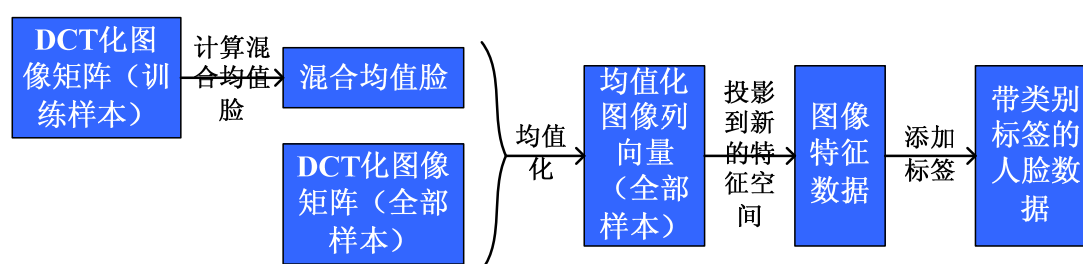 DCT化图
像矩阵（训
练样本）
计算混
合均值
脸
混合均值脸
DCT化图像
矩阵（全部
样本）
均值
化
均值化
图像列
向量
（全部
样本）
投影
到新
的特
征空
间
图像
特征
数据
添加
标签
带类别
标签的
人脸数
据